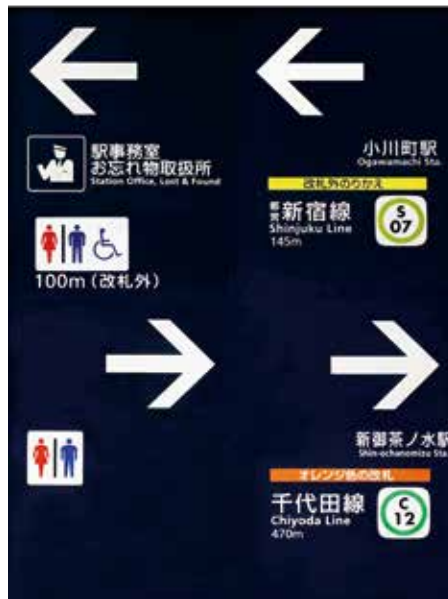 駅事務室
お忘れ物取扱所
Station Office, Lost & Found
100m (改札外)
小川町駅
Ogawamachi Sta.
改札外のりかえ
都営新宿線
Shinjuku Line
145m
S
07
新御茶ノ水駅
Shin-ochanomizu Sta.
オレンジ色の改札
千代田線
Chiyoda Line
470m
C
12